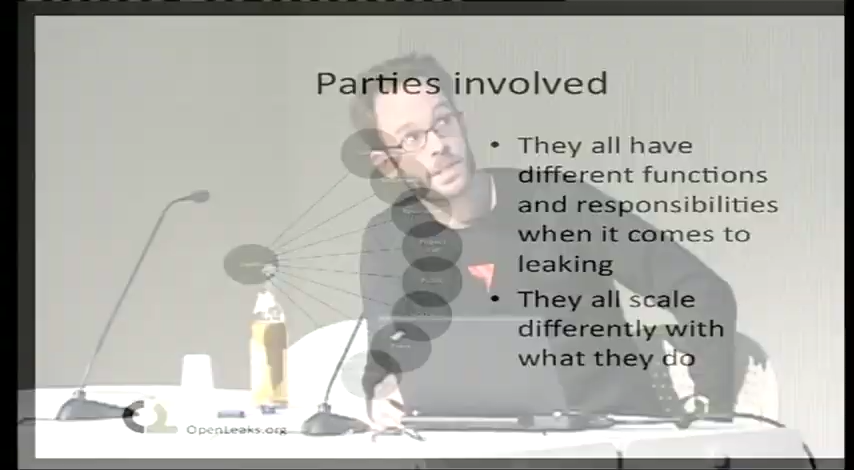 Parties involved
• They all have
different functions
and responsibilities
when it comes to
leaking
• They all scale
differently with
what they do
OpenLeaks.org